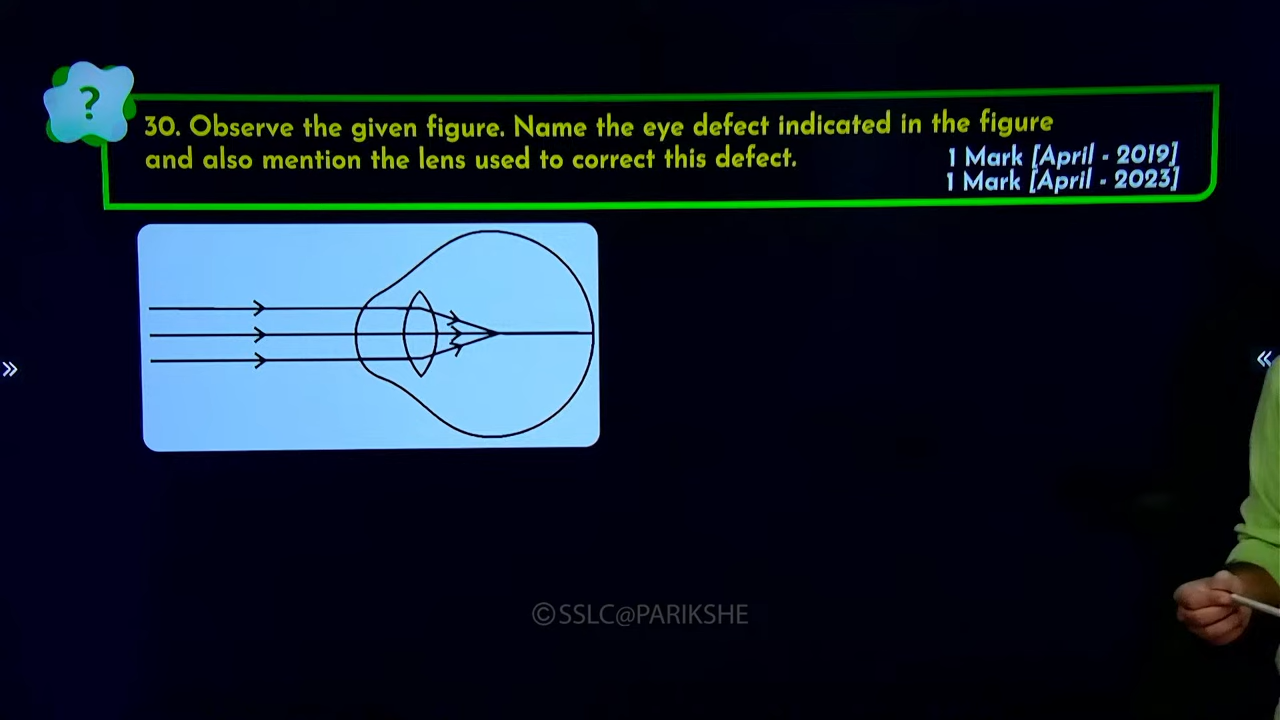 ?
30. Observe the given figure. Name the eye defect indicated in the figure
and also mention the lens used to correct this defect.
1 Mark [April - 2019]
1 Mark [April - 2023]
»
«
©SSLC@PARIKSHE